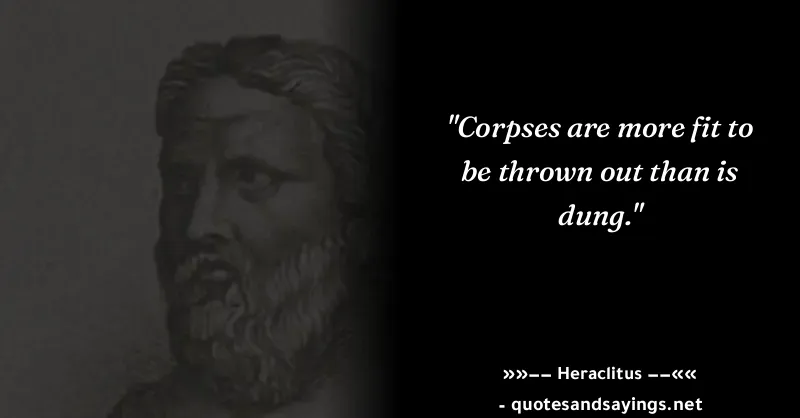 "Corpses are more fit to
be thrown out than is
dung."
»»—— Heraclitus ——««
- quotesandsayings.net